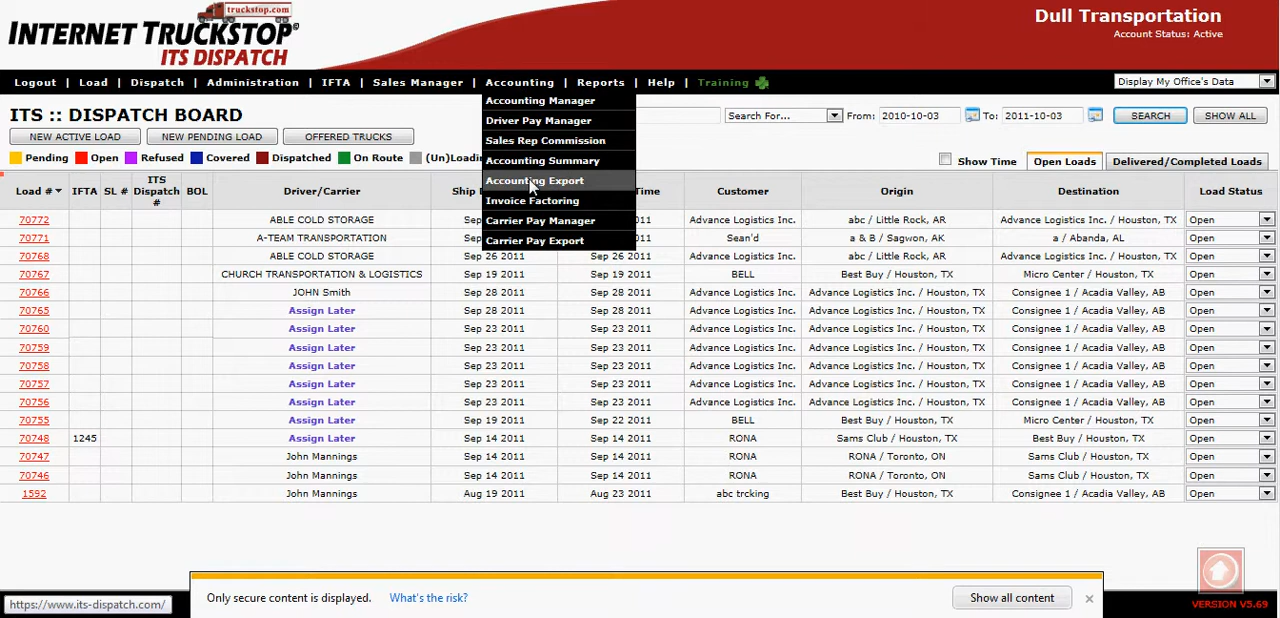 truckstop.com
INTERNET TRUCKSTOP®
ITS DISPATCH
Dull Transportation
Account Status: Active
Logout | Load | Dispatch | Administration | IFTA | Sales Manager | Accounting | Reports | Help | Training
Display My Office's Data
Accounting Manager
Driver Pay Manager
Sales Rep Commission
Accounting Summary
Accounting Export
Invoice Factoring
Carrier Pay Manager
Carrier Pay Export
ITS :: DISPATCH BOARD
Search For... From: 2010-10-03 To: 2011-10-03 SEARCH SHOW ALL
NEW ACTIVE LOAD NEW PENDING LOAD OFFERED TRUCKS
Pending Open Refused Covered Dispatched On Route (Un)Loadin
Show Time Open Loads Delivered/Completed Loads
Load # IFTA SL # ITS Dispatch # BOL Driver/Carrier Ship Time Customer Origin Destination Load Status
70772 ABLE COLD STORAGE Advance Logistics Inc. abc / Little Rock, AR Advance Logistics Inc. / Houston, TX Open
70771 A-TEAM TRANSPORTATION 2011 Sean'd a & B / Sagwon, AK a / Abanda, AL Open
70768 ABLE COLD STORAGE Sep 26 2011 Sep 26 2011 Advance Logistics Inc. abc / Little Rock, AR Advance Logistics Inc. / Houston, TX Open
70767 CHURCH TRANSPORTATION & LOGISTICS Sep 19 2011 Sep 19 2011 BELL Best Buy / Houston, TX Micro Center / Houston, TX Open
70766 JOHN Smith Sep 28 2011 Sep 28 2011 Advance Logistics Inc. Advance Logistics Inc. / Houston, TX Consignee 1 / Acadia Valley, AB Open
70765 Assign Later Sep 28 2011 Sep 28 2011 Advance Logistics Inc. Advance Logistics Inc. / Houston, TX Consignee 1 / Acadia Valley, AB Open
70760 Assign Later Sep 23 2011 Sep 23 2011 Advance Logistics Inc. Advance Logistics Inc. / Houston, TX Consignee 1 / Acadia Valley, AB Open
70759 Assign Later Sep 23 2011 Sep 23 2011 Advance Logistics Inc. Advance Logistics Inc. / Houston, TX Consignee 1 / Acadia Valley, AB Open
70758 Assign Later Sep 23 2011 Sep 23 2011 Advance Logistics Inc. Advance Logistics Inc. / Houston, TX Consignee 1 / Acadia Valley, AB Open
70757 Assign Later Sep 23 2011 Sep 23 2011 Advance Logistics Inc. Advance Logistics Inc. / Houston, TX Consignee 1 / Acadia Valley, AB Open
70756 Assign Later Sep 23 2011 Sep 23 2011 Advance Logistics Inc. Advance Logistics Inc. / Houston, TX Consignee 1 / Acadia Valley, AB Open
70755 Assign Later Sep 19 2011 Sep 22 2011 BELL Best Buy / Houston, TX Micro Center / Houston, TX Open
70748 1245 Assign Later Sep 14 2011 Sep 14 2011 RONA Sams Club / Houston, TX Best Buy / Houston, TX Open
70747 John Mannings Sep 14 2011 Sep 14 2011 RONA RONA / Toronto, ON Sams Club / Houston, TX Open
70746 John Mannings Sep 14 2011 Sep 14 2011 RONA RONA / Toronto, ON Sams Club / Houston, TX Open
1592 John Mannings Aug 19 2011 Aug 23 2011 abc trcking Best Buy / Houston, TX Consignee 1 / Acadia Valley, AB Open
Only secure content is displayed. What's the risk? Show all content ×
https://www.its-dispatch.com/
VERSION V5.69